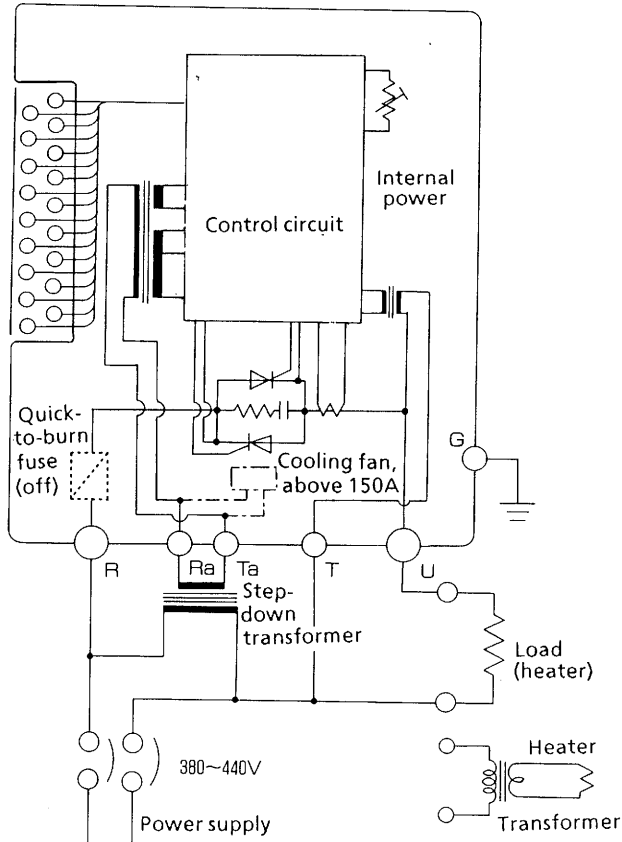 Internal
power
Control circuit
Quick-
to-burn
fuse
(off)
Cooling fan,
above 150A
G
R
Ra
Ta
T
U
Step-
down
transformer
Load
(heater)
380~440V
Heater
Power supply
Transformer